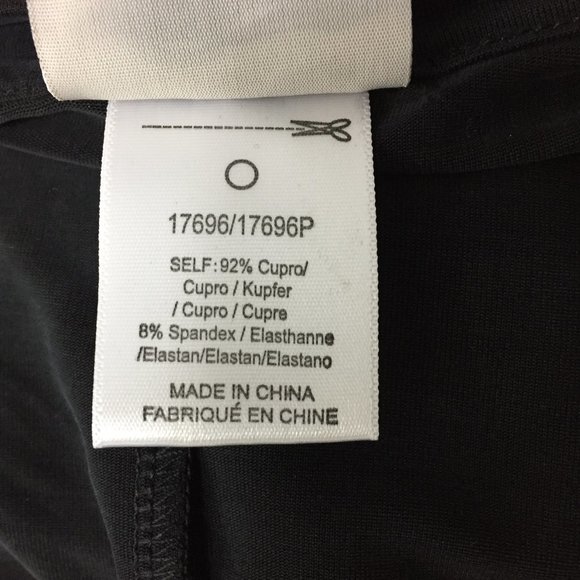 17696/17696P
SELF: 92% Cupro/
Cupro / Kupfer
/ Cupro / Cupre
8% Spandex / Elasthanne
/Elastan/Elastan/Elastano
MADE IN CHINA
FABRIQUÉ EN CHINE